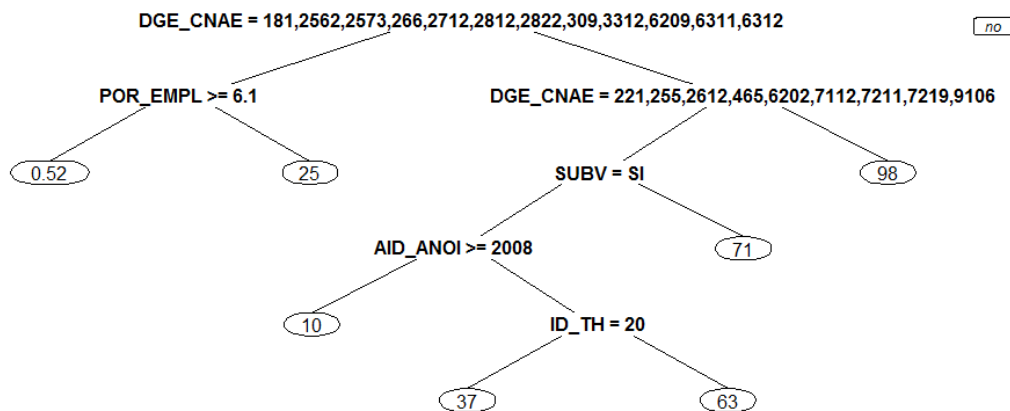 DGE_CNAE = 181,2562,2573,266,2712,2812,2822,309,3312,6209,6311,6312
no
POR_EMPL >= 6.1
DGE_CNAE = 221,255,2612,465,6202,7112,7211,7219,9106
0.52
25
SUBV = SI
98
AID_ANOI >= 2008
71
10
ID_TH = 20
37
63